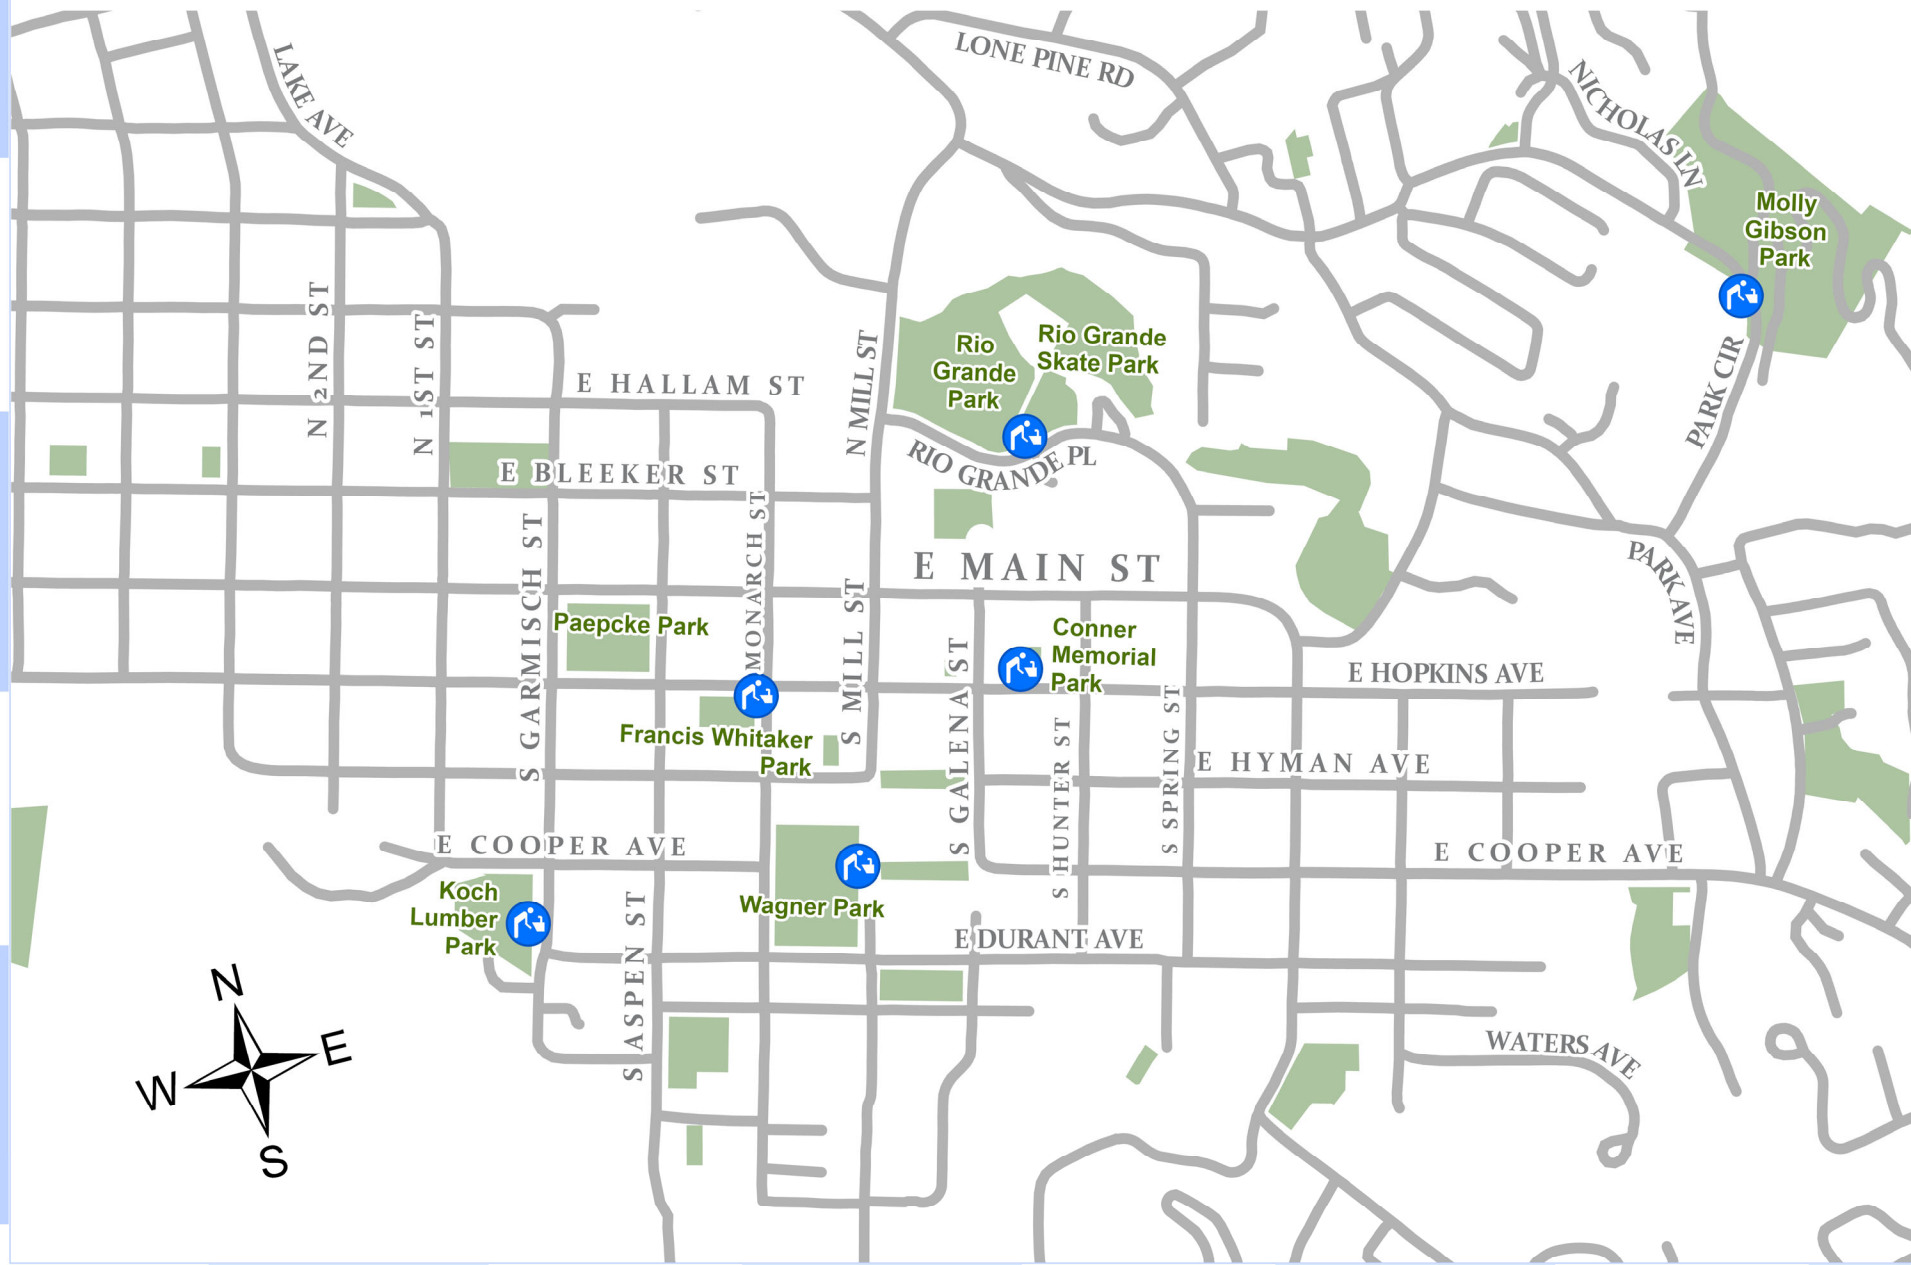 LAKE AVE
LONE PINE RD
NICHOLAS LN
Molly
Gibson
Park
N 2ND ST
N 1ST ST
E HALLAM ST
N MILL ST
Rio
Grande
Park
Rio Grande
Skate Park
PARK CIR
E BLEEKER ST
RIO GRANDE PL
MONARCH ST
S GARMISCH ST
E MAIN ST
PARK AVE
Paepcke Park
S MILL ST
S GALENA ST
Conner
Memorial
Park
E HOPKINS AVE
Francis Whitaker
Park
S HUNTER ST
S SPRING ST
E HYMAN AVE
E COOPER AVE
E COOPER AVE
Koch
Lumber
Park
Wagner Park
S ASPEN ST
E DURANT AVE
WATERS AVE
N
E
W
S